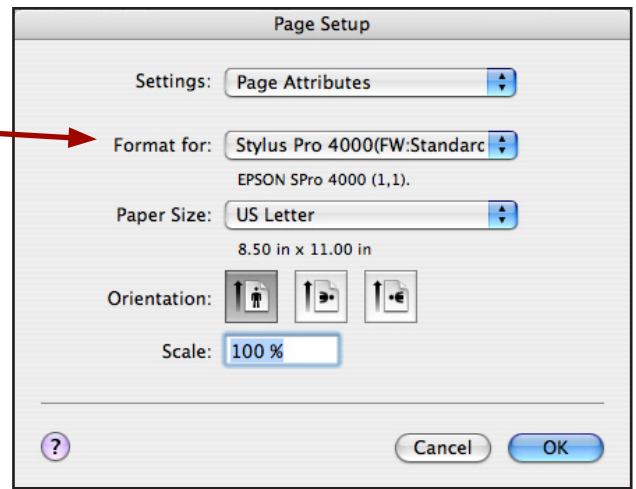 Page Setup
Settings: Page Attributes
Format for: Stylus Pro 4000(FW:Standarc
EPSON SPro 4000 (1,1).
Paper Size: US Letter
8.50 in x 11.00 in
Orientation:
Scale: 100 %
? Cancel OK